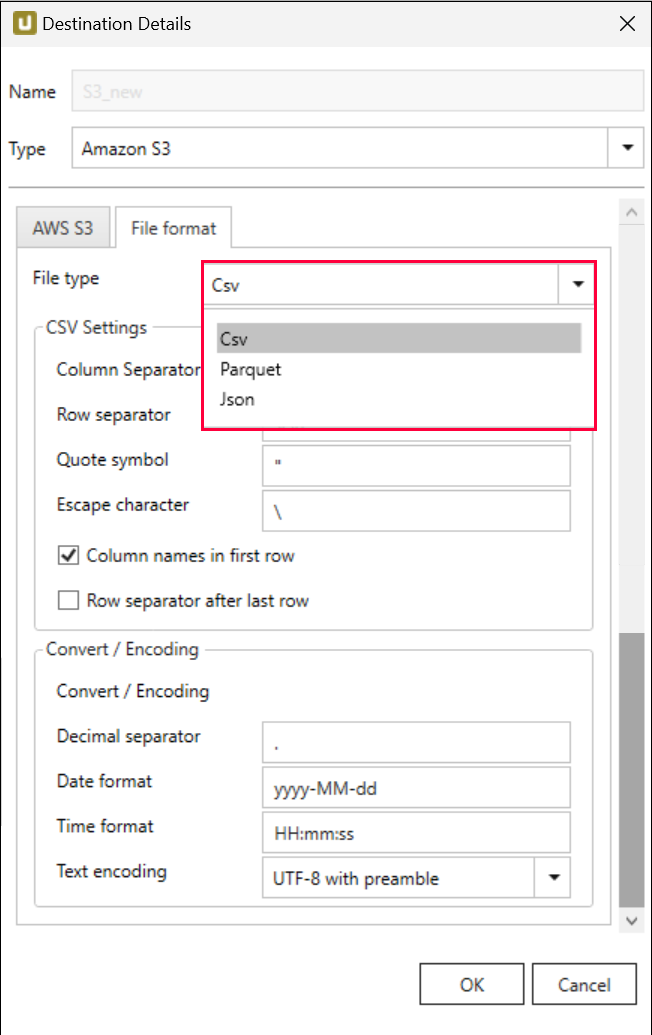 Destination Details
Name S3_new
Type Amazon S3
AWS S3 File format
File type Csv
Csv
Parquet
Json
CSV Settings
Column Separator
Row separator
Quote symbol "
Escape character \
Column names in first row
Row separator after last row
Convert / Encoding
Convert / Encoding
Decimal separator .
Date format yyyy-MM-dd
Time format HH:mm:ss
Text encoding UTF-8 with preamble
OK Cancel